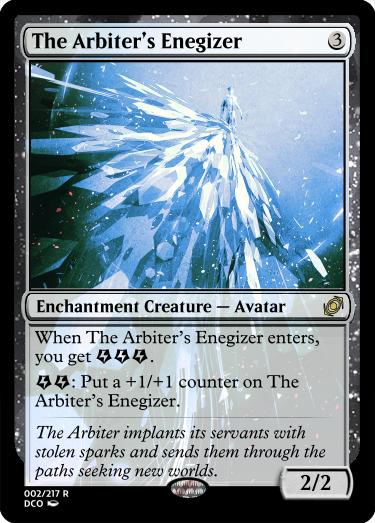 The Arbiter's Enegizer 3
Enchantment Creature — Avatar
When The Arbiter's Enegizer enters,
you get.
: Put a +1/+1 counter on The
Arbiter's Enegizer.
The Arbiter implants its servants with
stolen sparks and sends them through the
paths seeking new worlds.
2/2
002/217 R
DCO